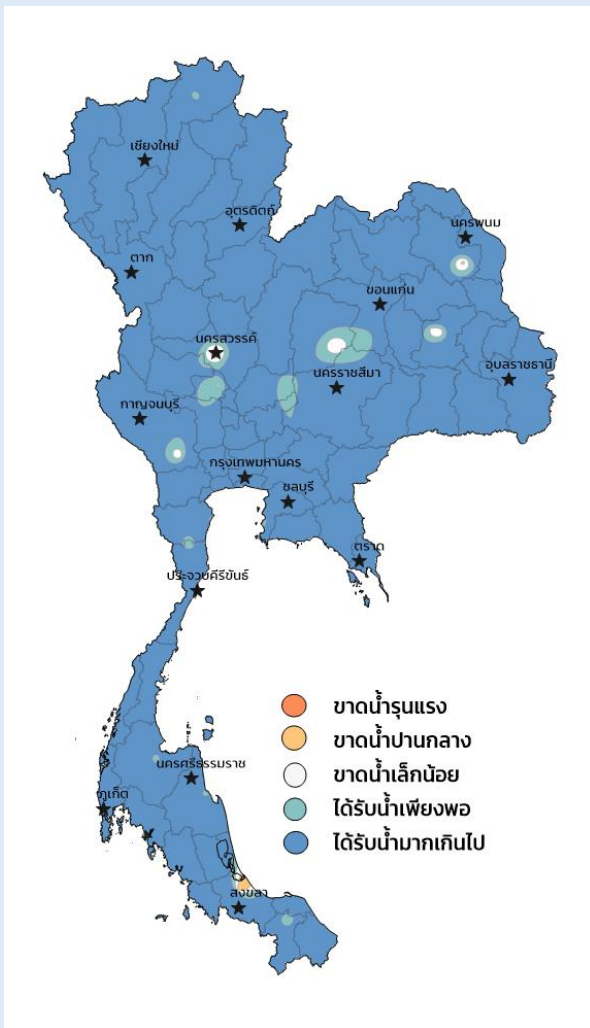 เชียงใหม่
อุตรดิตถ์
นครพนม
ตาก
ขอนแก่น
นครสวรรค์
นครราชสีมา
อุบลราชธานี
กาญจนบุรี
กรุงเทพมหานคร
ชลบุรี
ตราด
ประจวบคีรีขันธ์
ขาดน้ำรุนแรง
ขาดน้ำปานกลาง
ขาดน้ำเล็กน้อย
ได้รับน้ำเพียงพอ
ได้รับน้ำมากเกินไป
นครศรีธรรมราช
ภูเก็ต
สงขลา